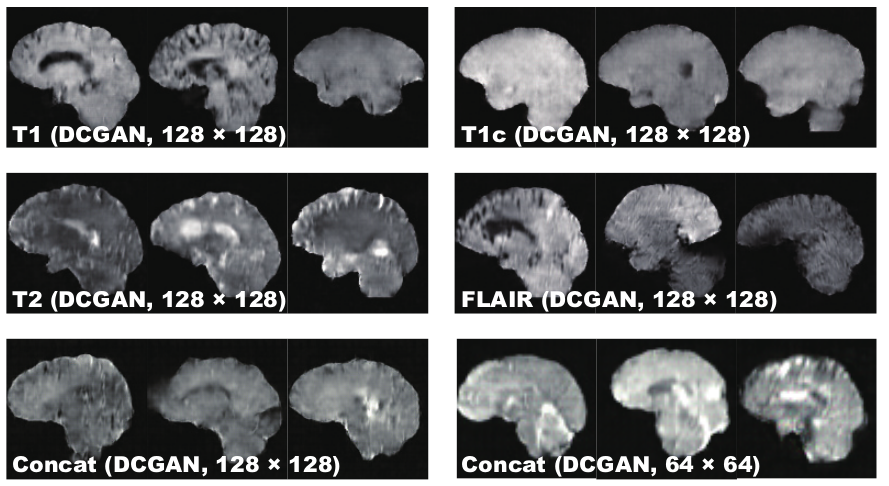 T1 (DCGAN, 128 × 128)
T1c (DCGAN, 128 × 128)
T2 (DCGAN, 128 × 128)
FLAIR (DCGAN, 128 × 128)
Concat (DCGAN, 128 × 128)
Concat (DCGAN, 64 × 64)